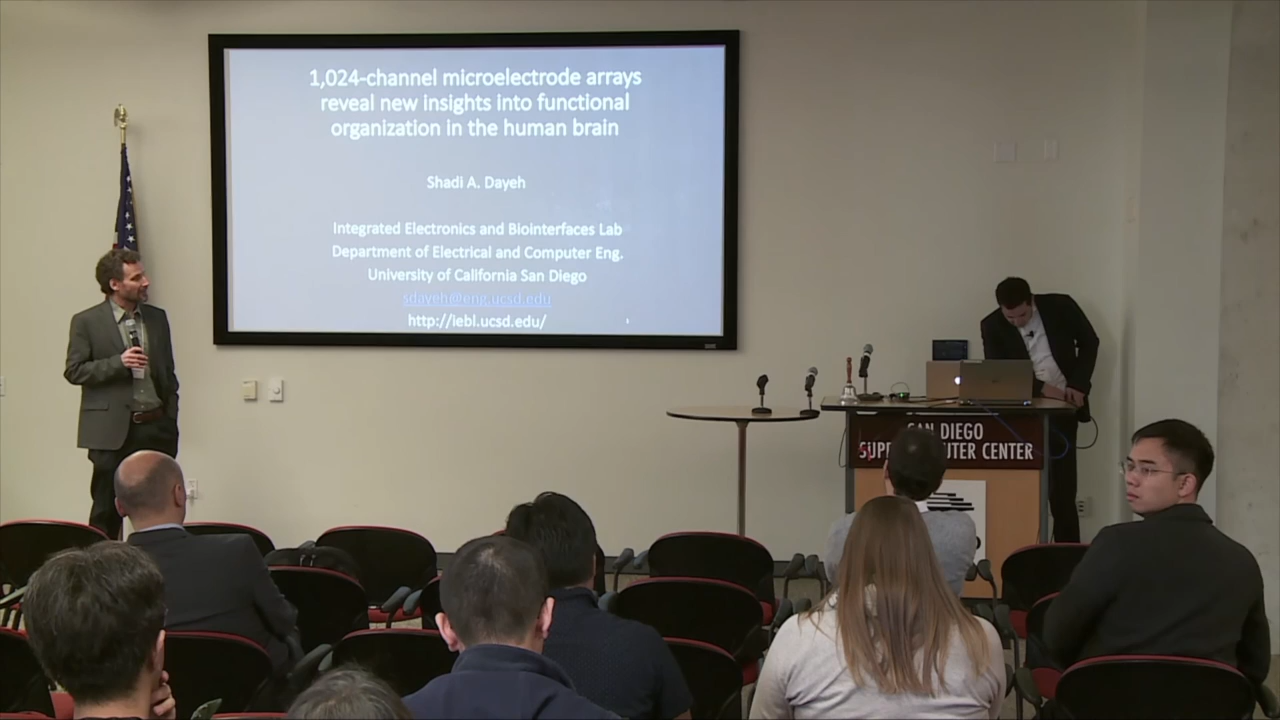 1,024-channel microelectrode arrays
reveal new insights into functional
organization in the human brain
Shadi A. Dayeh
Integrated Electronics and Biointerfaces Lab
Department of Electrical and Computer Eng.
University of California San Diego
sdayeh@eng.ucsd.edu
http://iebl.ucsd.edu/
SAN DIEGO
SUPERCOMPUTER CENTER